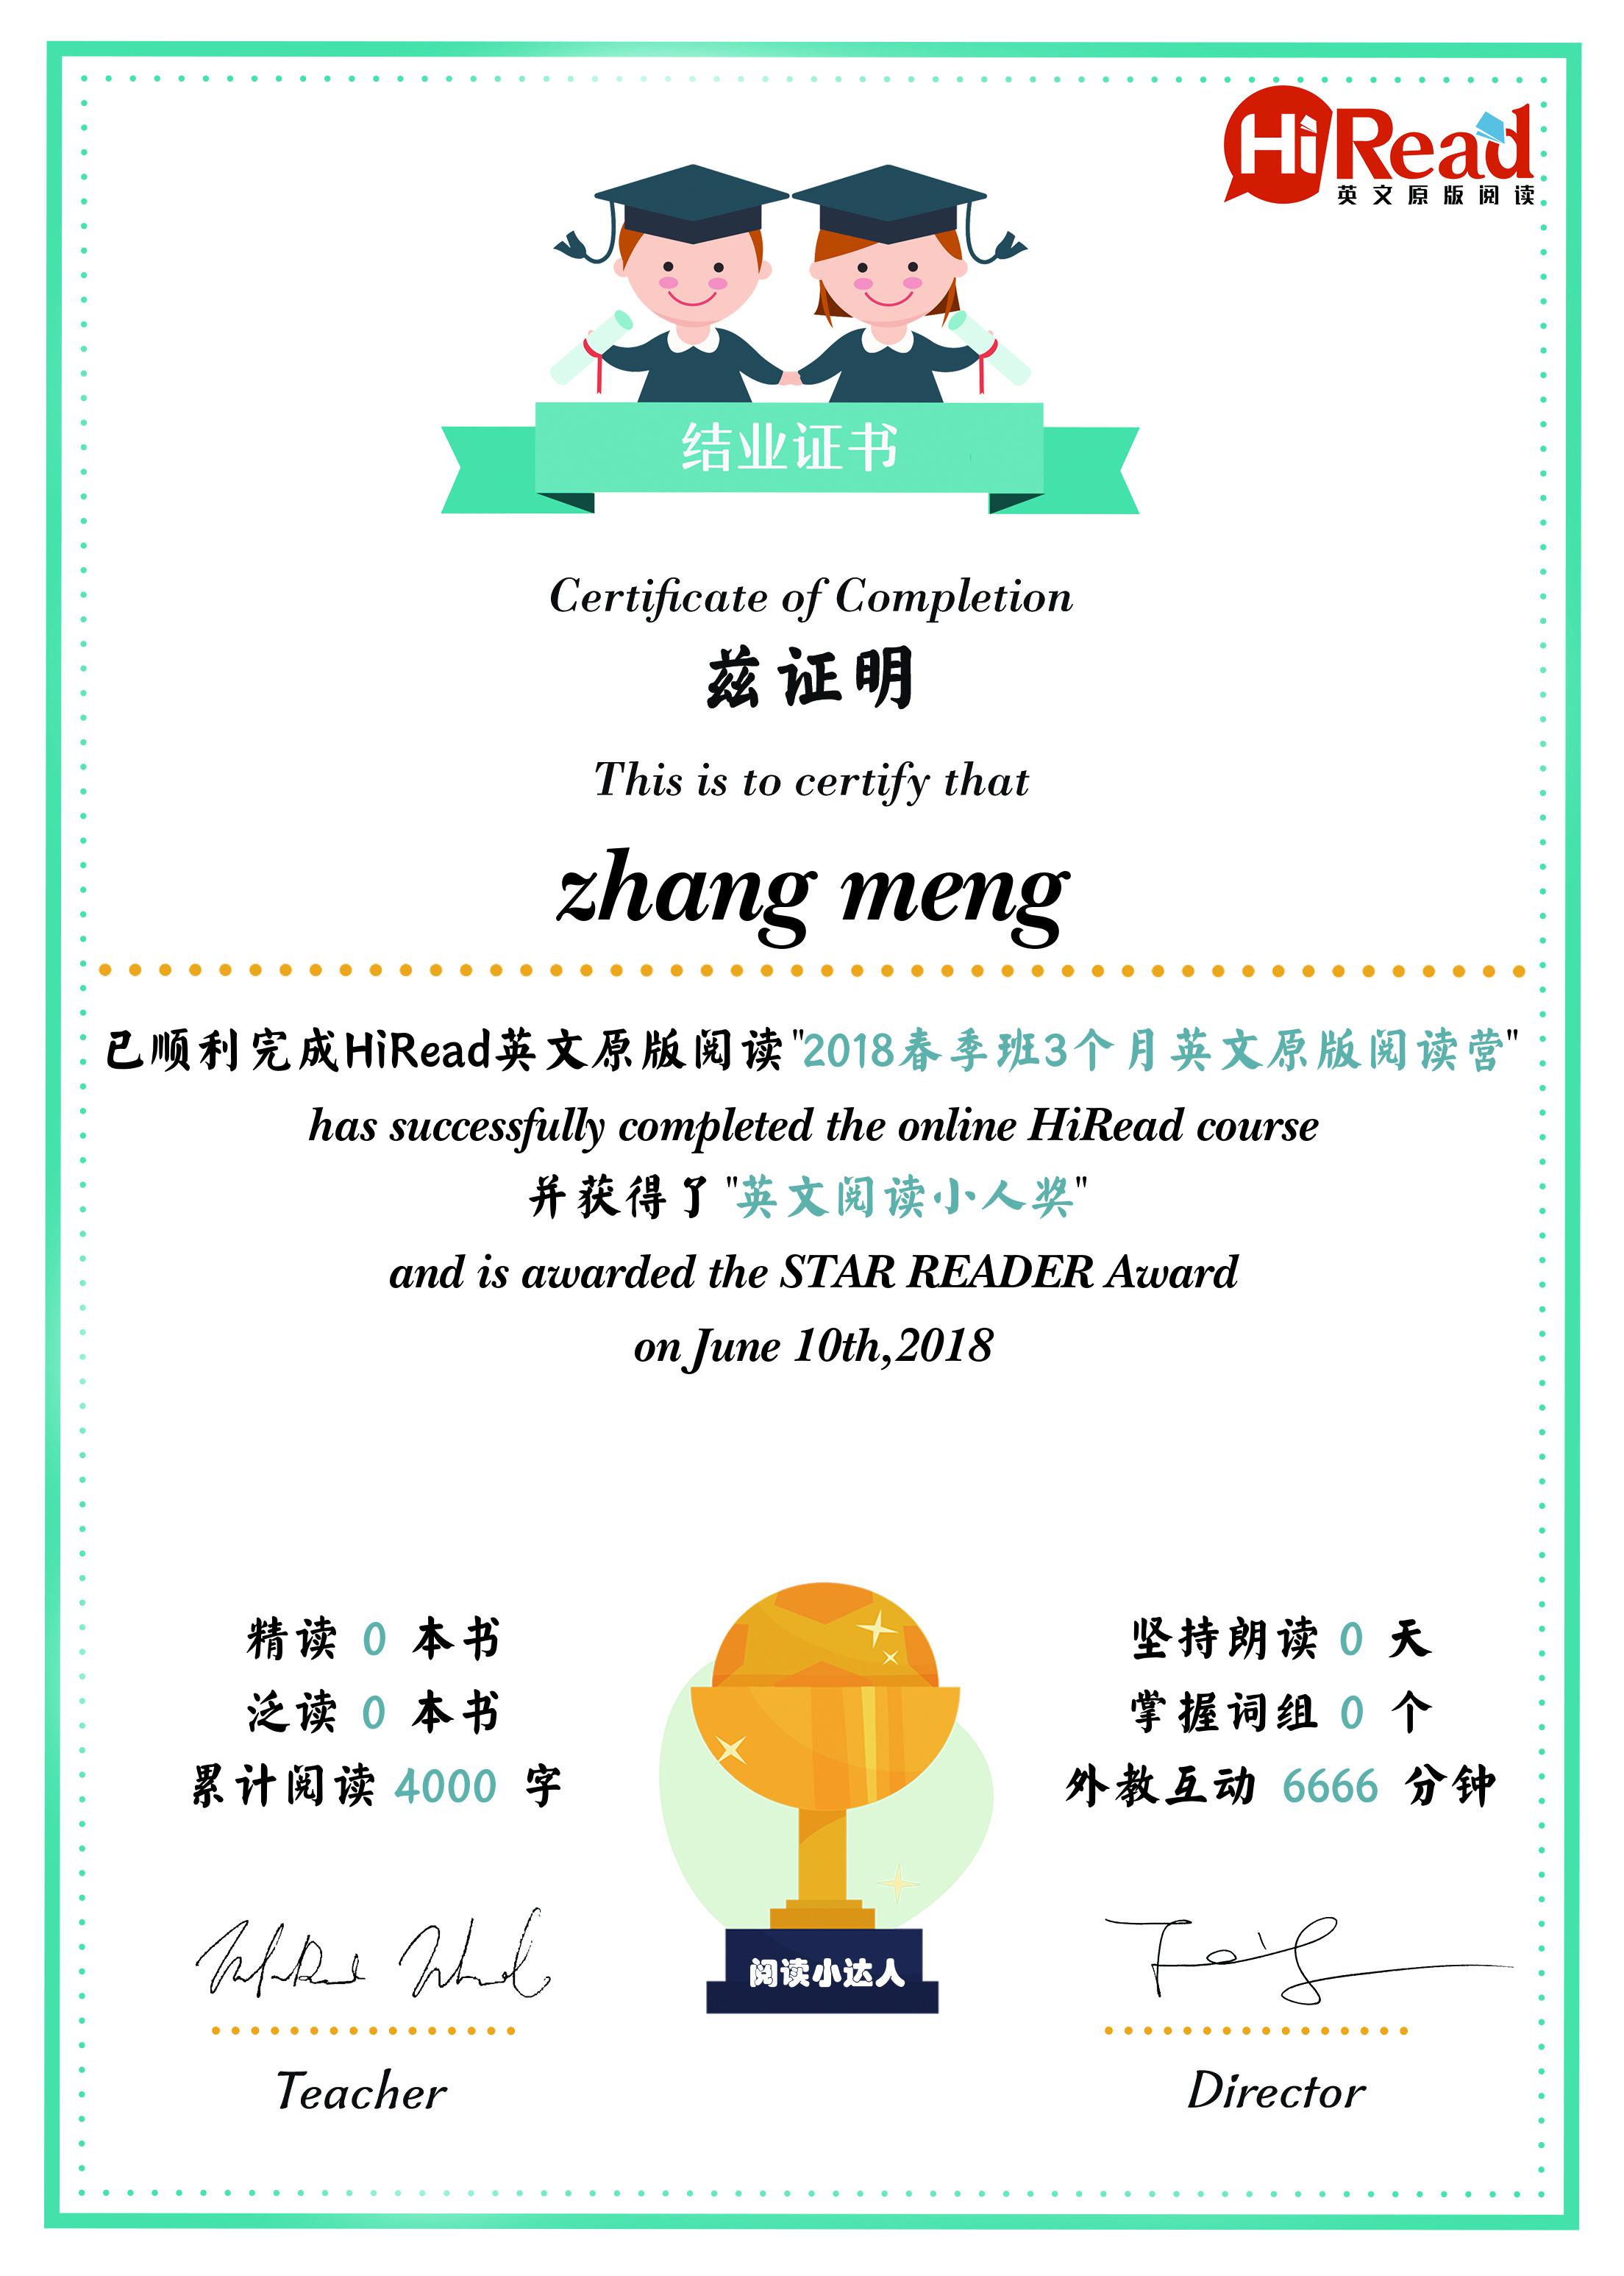 HiRead
英文原版阅读
结业证书
Certificate of Completion
兹证明
This is to certify that
zhang meng
已顺利完成HiRead英文原版阅读"2018春季班3个月英文原版阅读营"
has successfully completed the online HiRead course
并获得了"英文阅读小人奖"
and is awarded the STAR READER Award
on June 10th,2018
精读 0 本书
泛读 0 本书
累计阅读 4000 字
坚持朗读 0 天
掌握词组 0 个
外教互动 6666 分钟
阅读小达人
Teacher
Director